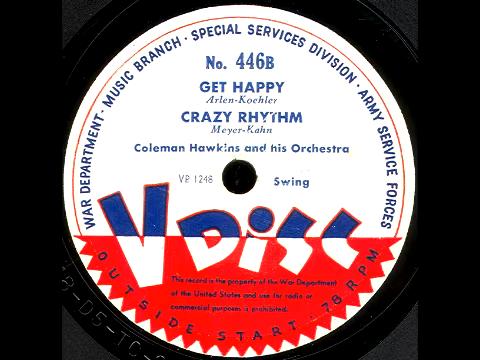 WAR DEPARTMENT · MUSIC BRANCH · SPECIAL SERVICES DIVISION · ARMY SERVICE FORCES
No. 446B
GET HAPPY
Arlen-Koehler
CRAZY RHYTHM
Meyer-Kahn
Coleman Hawkins and his Orchestra
VP 1248 Swing
V DiSC
This record is the property of the War Department
of the United States and use for radio or
commercial purposes is prohibited.
OUTSIDE START · 78 RPM